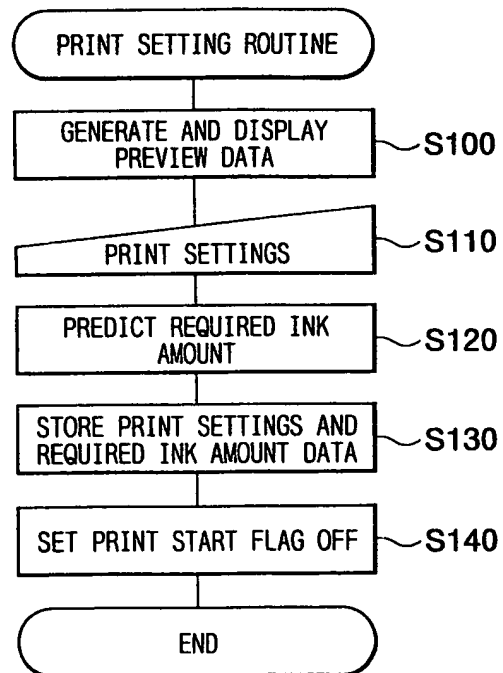 PRINT SETTING ROUTINE
GENERATE AND DISPLAY
PREVIEW DATA
S100
PRINT SETTINGS
S110
PREDICT REQUIRED INK
AMOUNT
S120
STORE PRINT SETTINGS AND
REQUIRED INK AMOUNT DATA
S130
SET PRINT START FLAG OFF
S140
END